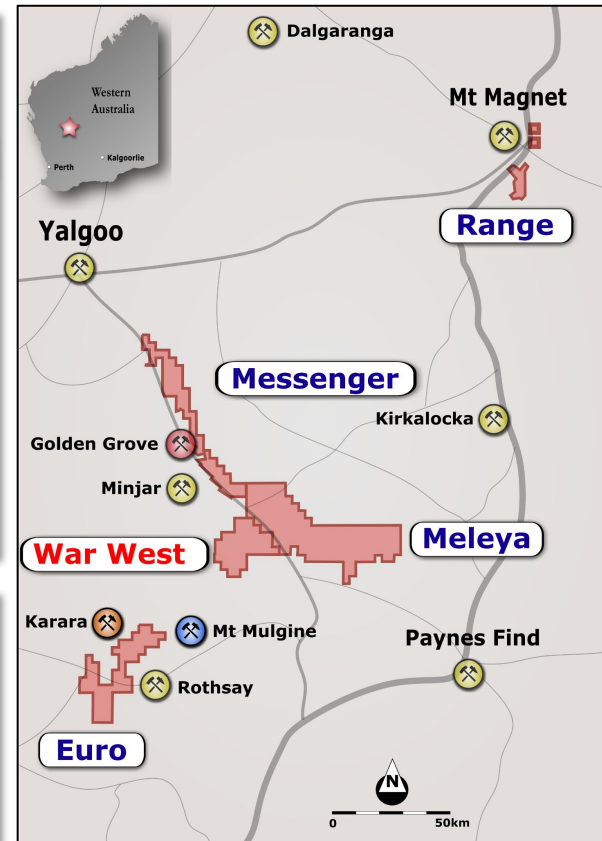 Dalgaranga
Western
Australia
Mt Magnet
Kalgoorlie
Perth
Range
Yalgoo
Messenger
Kirkalocka
Golden Grove
Minjar
Meleya
War West
Karara
Mt Mulgine
Paynes Find
Rothsay
Euro
N
0 50km